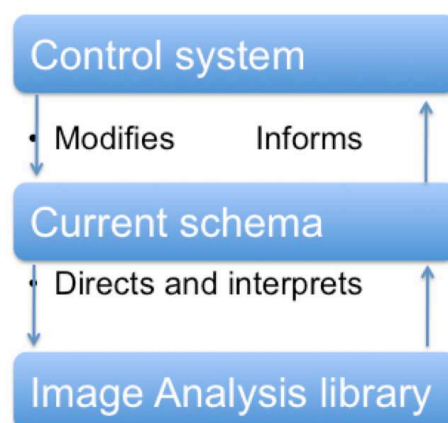 Control system
• Modifies Informs
Current schema
• Directs and interprets
Image Analysis library